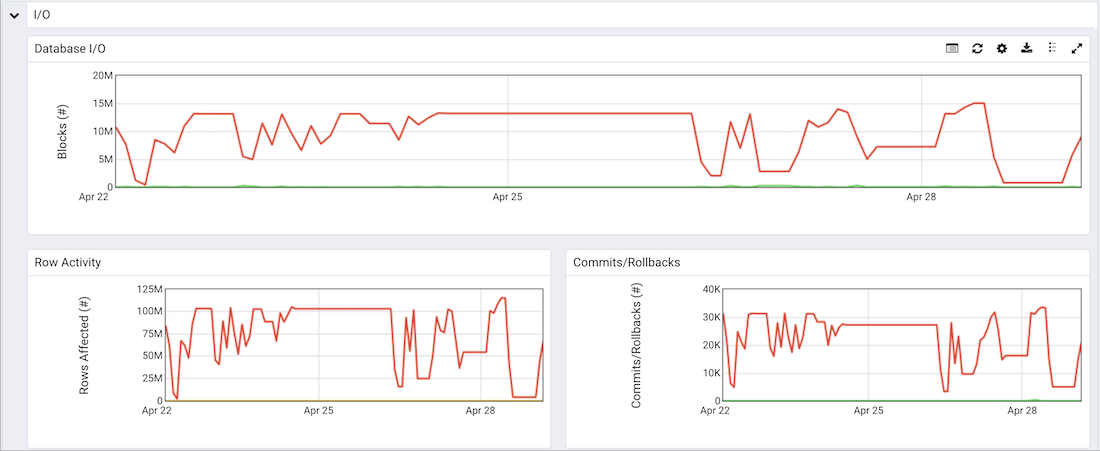 I/O
Database I/O
Blocks (#)
20M
15M
10M
5M
0
Apr 22
Apr 25
Apr 28
Row Activity
Rows Affected (#)
125M
100M
75M
50M
25M
0
Apr 22
Apr 25
Apr 28
Commits/Rollbacks
Commits/Rollbacks (#)
40K
30K
20K
10K
0
Apr 22
Apr 25
Apr 28